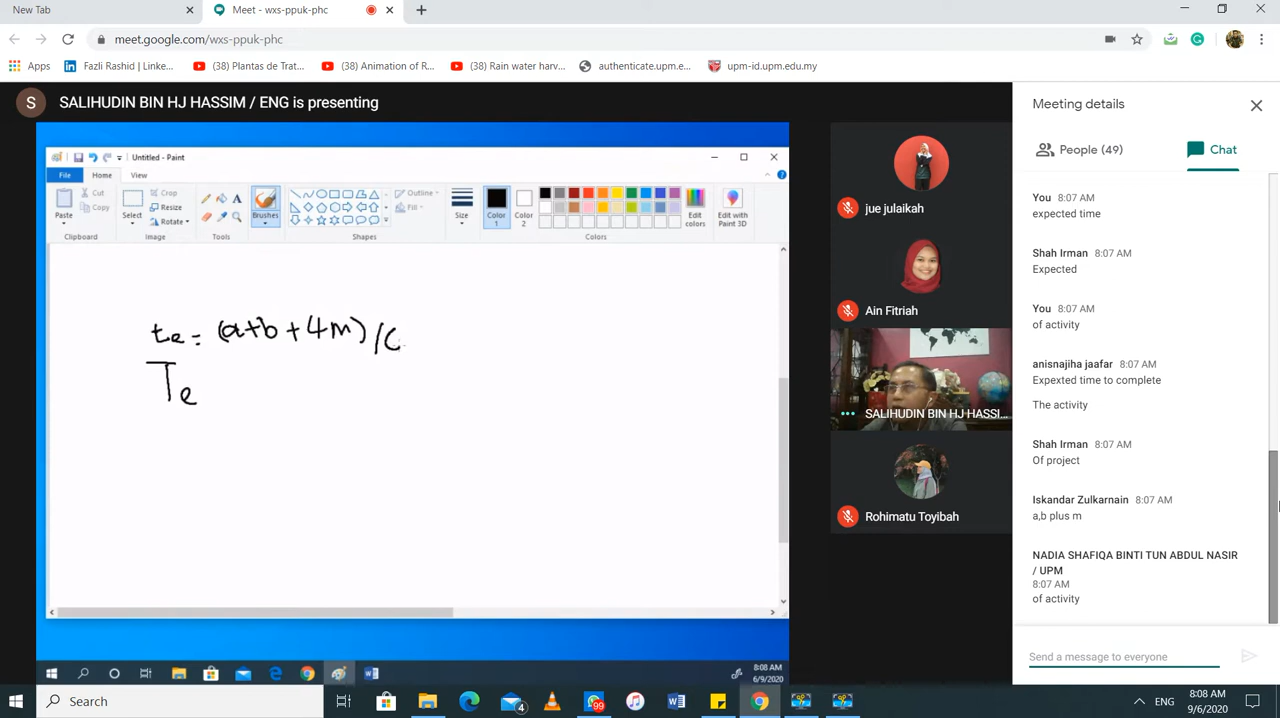 New Tab
Meet - wxs-ppuk-phc
meet.google.com/wxs-ppuk-phc
Apps
Fazli Rashid | Linke...
(38) Plantas de Trat...
(38) Animation of R...
(38) Rain water harv...
authenticate.upm.e...
upm-id.upm.edu.my
S
SALIHUDIN BIN HJ HASSIM / ENG is presenting
Untitled - Paint
File
Home
View
Paste
Cut
Copy
Clipboard
Select
Crop
Resize
Rotate
Image
Tools
A
Brushes
Shapes
Outline
Fill
Size
Color 1
Color 2
Edit colors
Colors
Edit with Paint 3D
te = (a+b + 4m) /
Te
8:08 AM
6/9/2020
jue julaikah
Ain Fitriah
SALIHUDIN BIN HJ HASSI...
Rohimatu Toyibah
Meeting details
People (49)
Chat
You 8:07 AM
expected time
Shah Irman 8:07 AM
Expected
You 8:07 AM
of activity
anisnajiha jaafar 8:07 AM
Expexted time to complete
The activity
Shah Irman 8:07 AM
Of project
Iskandar Zulkarnain 8:07 AM
a,b plus m
NADIA SHAFIQA BINTI TUN ABDUL NASIR
/ UPM
8:07 AM
of activity
Send a message to everyone
Search
4
99
ENG
8:08 AM
9/6/2020